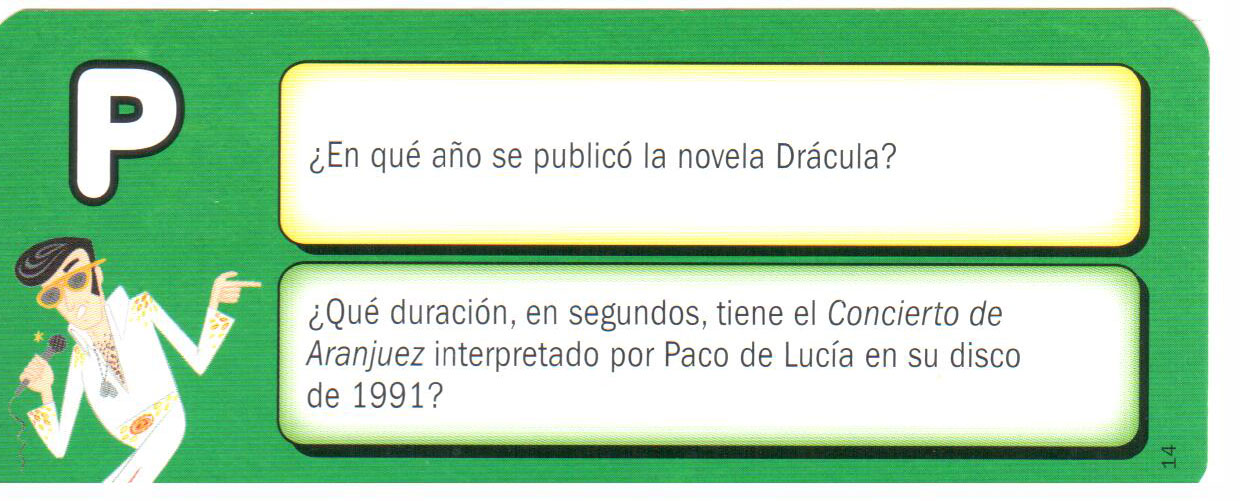 P
¿En qué año se publicó la novela Drácula?
¿Qué duración, en segundos, tiene el Concierto de
Aranjuez interpretado por Paco de Lucía en su disco
de 1991?
14